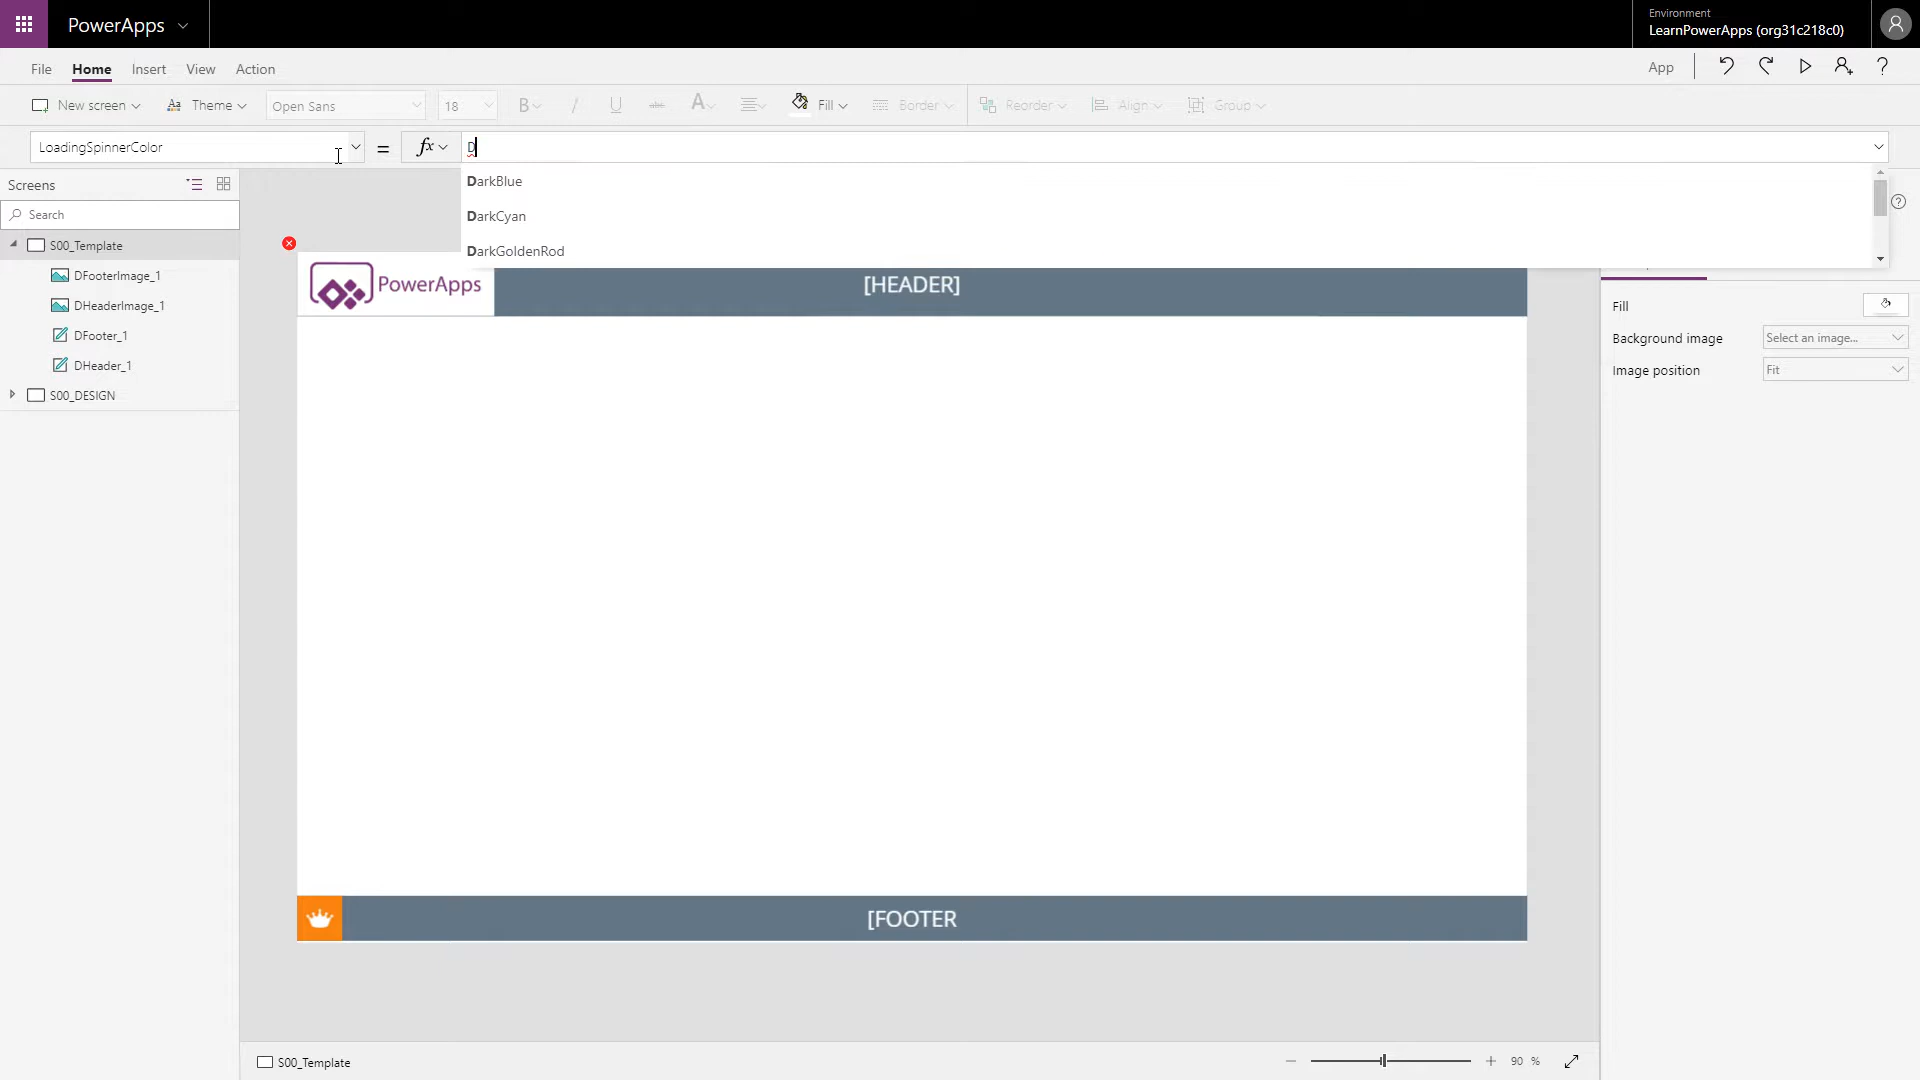 PowerApps
Environment
LearnPowerApps (org31c218c0)
File Home Insert View Action
App
New screen Theme Open Sans 18 B / U abc A Fill Border Reorder Align Group
LoadingSpinnerColor = fx D
DarkBlue
DarkCyan
DarkGoldenRod
Screens
Search
S00_Template
DFooterImage_1
DHeaderImage_1
DFooter_1
DHeader_1
S00_DESIGN
PowerApps
[HEADER]
[FOOTER
Fill
Background image Select an image...
Image position Fit
S00_Template
90 %